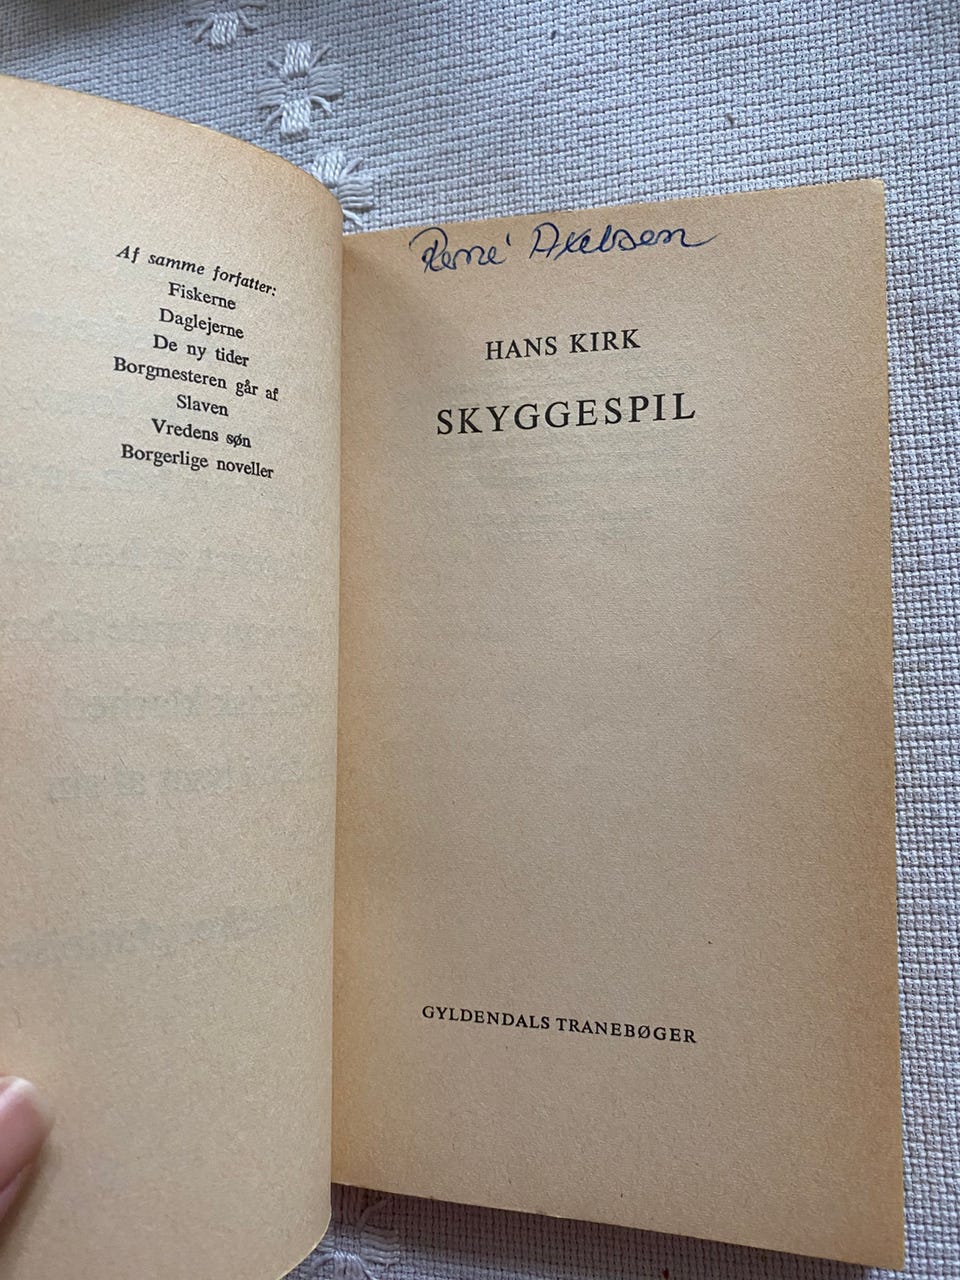 Af samme forfatter:
Fiskerne
Daglejerne
De ny tider
Borgmesteren går af
Slaven
Vredens søn
Borgerlige noveller
René Axelsen
HANS KIRK
SKYGGESPIL
GYLDENDALS TRANEBØGER